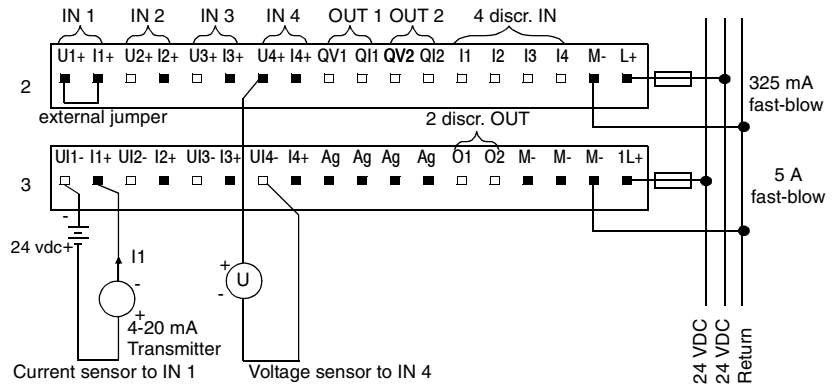 IN 1 IN 2 IN 3 IN 4 OUT 1 OUT 2 4 discr. IN
U1+ I1+ U2+ I2+ U3+ I3+ U4+ I4+ QV1 QI1 QV2 QI2 I1 I2 I3 I4 M- L+
2
325 mA
fast-blow
external jumper
2 discr. OUT
UI1- I1+ UI2- I2+ UI3- I3+ UI4- I4+ Ag Ag Ag Ag O1 O2 M- M- M- 1L+
3
5 A
fast-blow
-
24 vdc+
I1
-
+
4-20 mA
Transmitter
+
-
U
Current sensor to IN 1
Voltage sensor to IN 4
24 VDC
24 VDC
Return